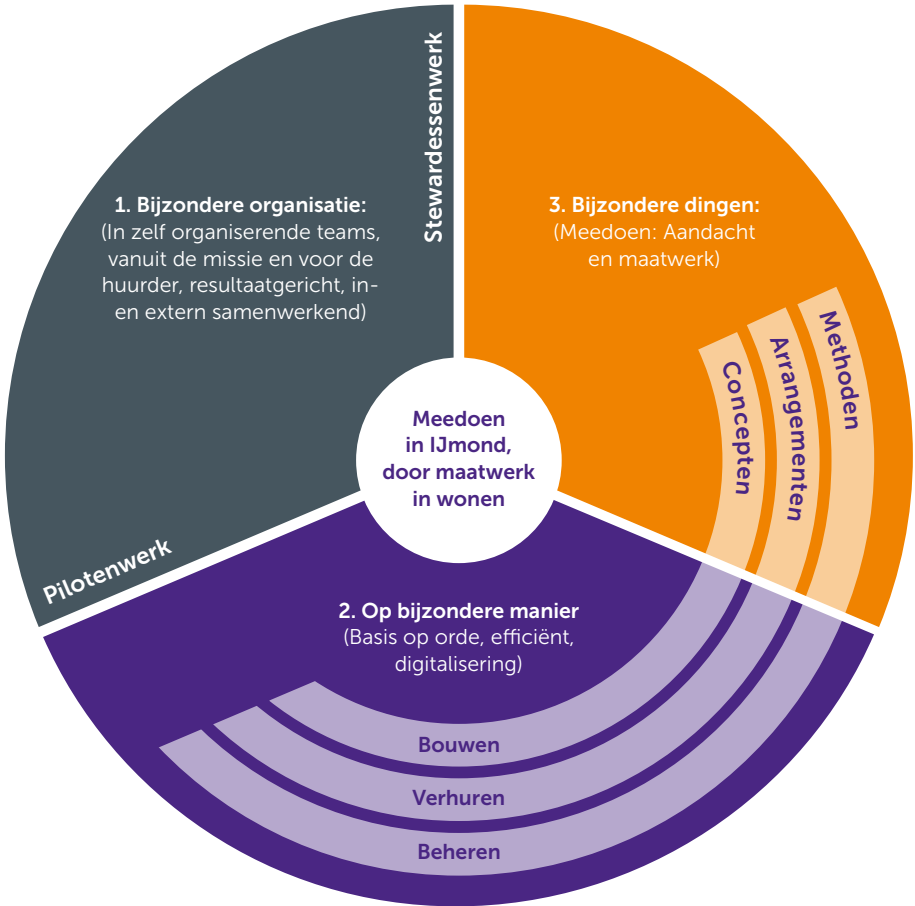 Stewardessenwerk
1. Bijzondere organisatie:
(In zelf organiserende teams,
vanuit de missie en voor de
huurder, resultaatgericht, in-
en extern samenwerkend)
Pilotenwerk
3. Bijzondere dingen:
(Meedoen: Aandacht
en maatwerk)
Concepten
Arrangementen
Methoden
Meedoen
in IJmond,
door maatwerk
in wonen
2. Op bijzondere manier
(Basis op orde, efficiënt,
digitalisering)
Bouwen
Verhuren
Beheren